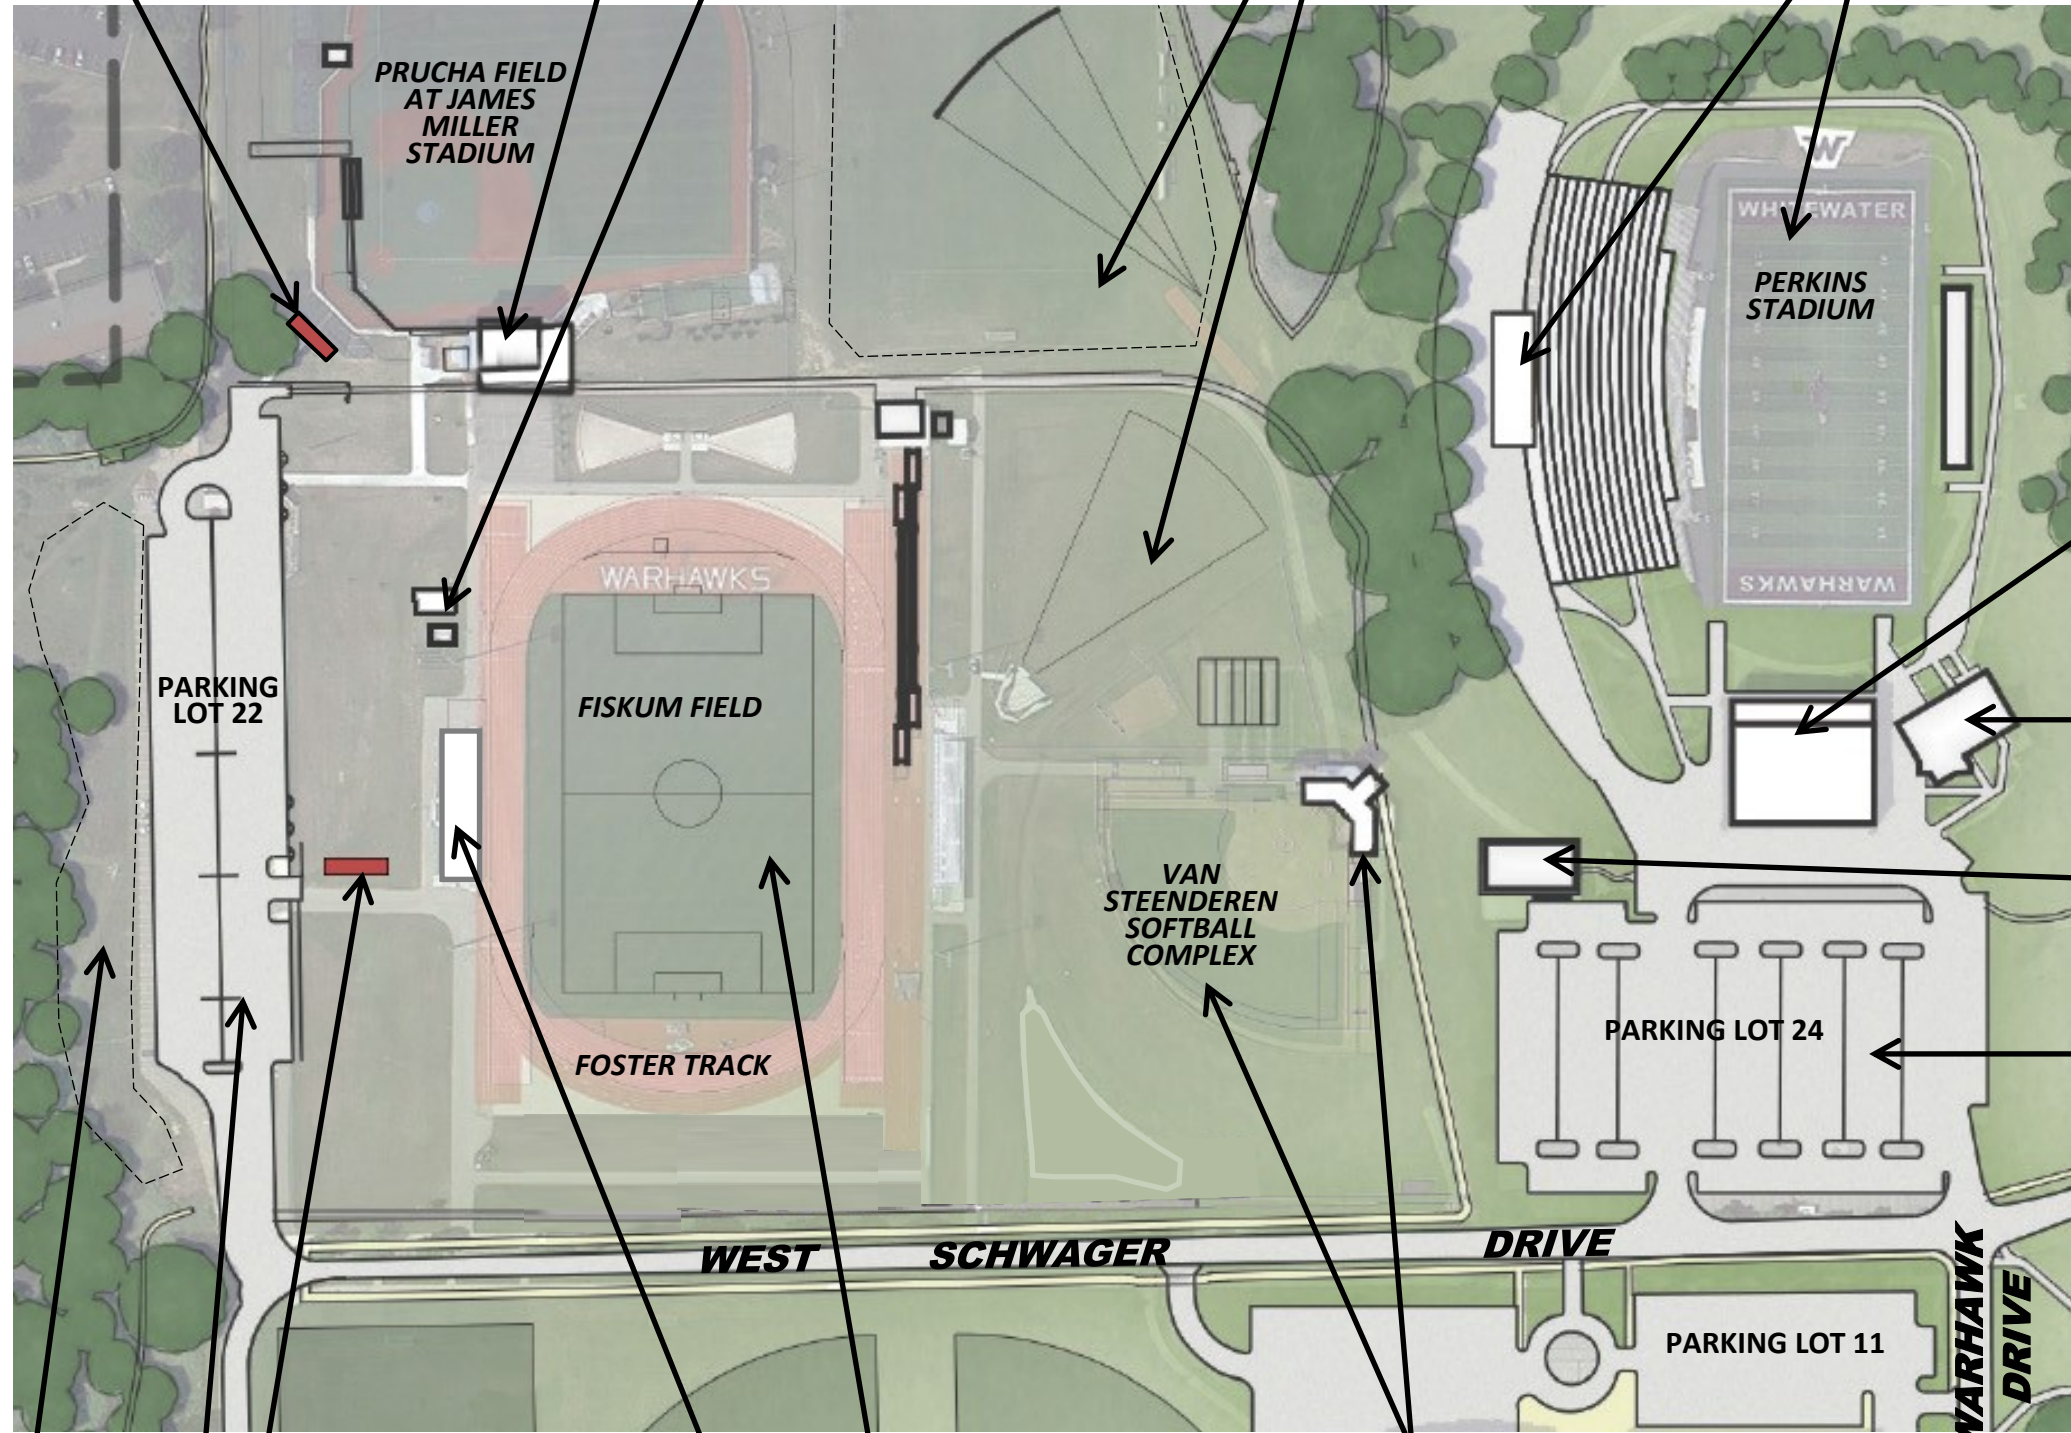 PRUCHA FIELD
AT JAMES
MILLER
STADIUM
W
WHITEWATER
PERKINS
STADIUM
WARHAWKS
WARHAWKS
PARKING
LOT 22
FISKUM FIELD
VAN
STEENDEREN
SOFTBALL
COMPLEX
PARKING LOT 24
FOSTER TRACK
WEST SCHWAGER DRIVE
WARHAWK
DRIVE
PARKING LOT 11